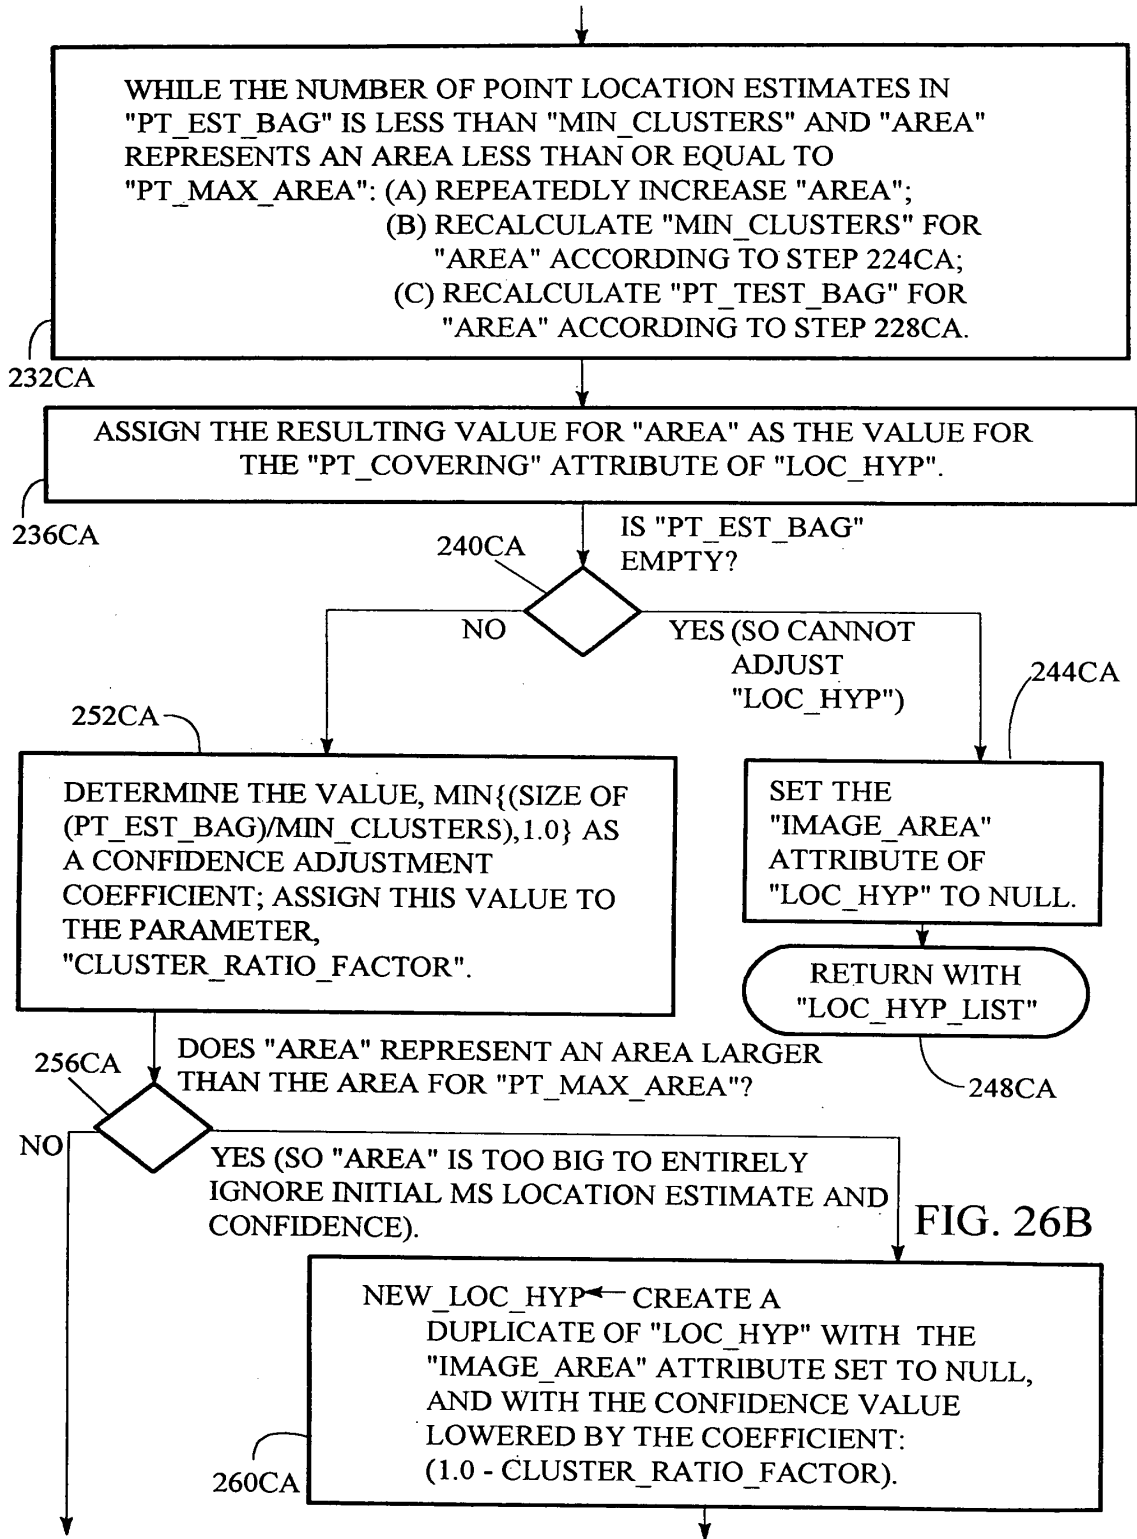 WHILE THE NUMBER OF POINT LOCATION ESTIMATES IN
"PT_EST_BAG" IS LESS THAN "MIN_CLUSTERS" AND "AREA"
REPRESENTS AN AREA LESS THAN OR EQUAL TO
"PT_MAX_AREA": (A) REPEATEDLY INCREASE "AREA";
(B) RECALCULATE "MIN_CLUSTERS" FOR
"AREA" ACCORDING TO STEP 224CA;
(C) RECALCULATE "PT_TEST_BAG" FOR
"AREA" ACCORDING TO STEP 228CA.
232CA
ASSIGN THE RESULTING VALUE FOR "AREA" AS THE VALUE FOR
THE "PT_COVERING" ATTRIBUTE OF "LOC_HYP".
236CA
IS "PT_EST_BAG"
EMPTY?
240CA
NO
YES (SO CANNOT
ADJUST
"LOC_HYP")
244CA
252CA
DETERMINE THE VALUE, MIN{(SIZE OF
(PT_EST_BAG)/MIN_CLUSTERS),1.0} AS
A CONFIDENCE ADJUSTMENT
COEFFICIENT; ASSIGN THIS VALUE TO
THE PARAMETER,
"CLUSTER_RATIO_FACTOR".
SET THE
"IMAGE_AREA"
ATTRIBUTE OF
"LOC_HYP" TO NULL.
RETURN WITH
"LOC_HYP_LIST"
248CA
DOES "AREA" REPRESENT AN AREA LARGER
THAN THE AREA FOR "PT_MAX_AREA"?
256CA
NO
YES (SO "AREA" IS TOO BIG TO ENTIRELY
IGNORE INITIAL MS LOCATION ESTIMATE AND
CONFIDENCE).
FIG. 26B
NEW_LOC_HYP← CREATE A
DUPLICATE OF "LOC_HYP" WITH THE
"IMAGE_AREA" ATTRIBUTE SET TO NULL,
AND WITH THE CONFIDENCE VALUE
LOWERED BY THE COEFFICIENT:
(1.0 - CLUSTER_RATIO_FACTOR).
260CA